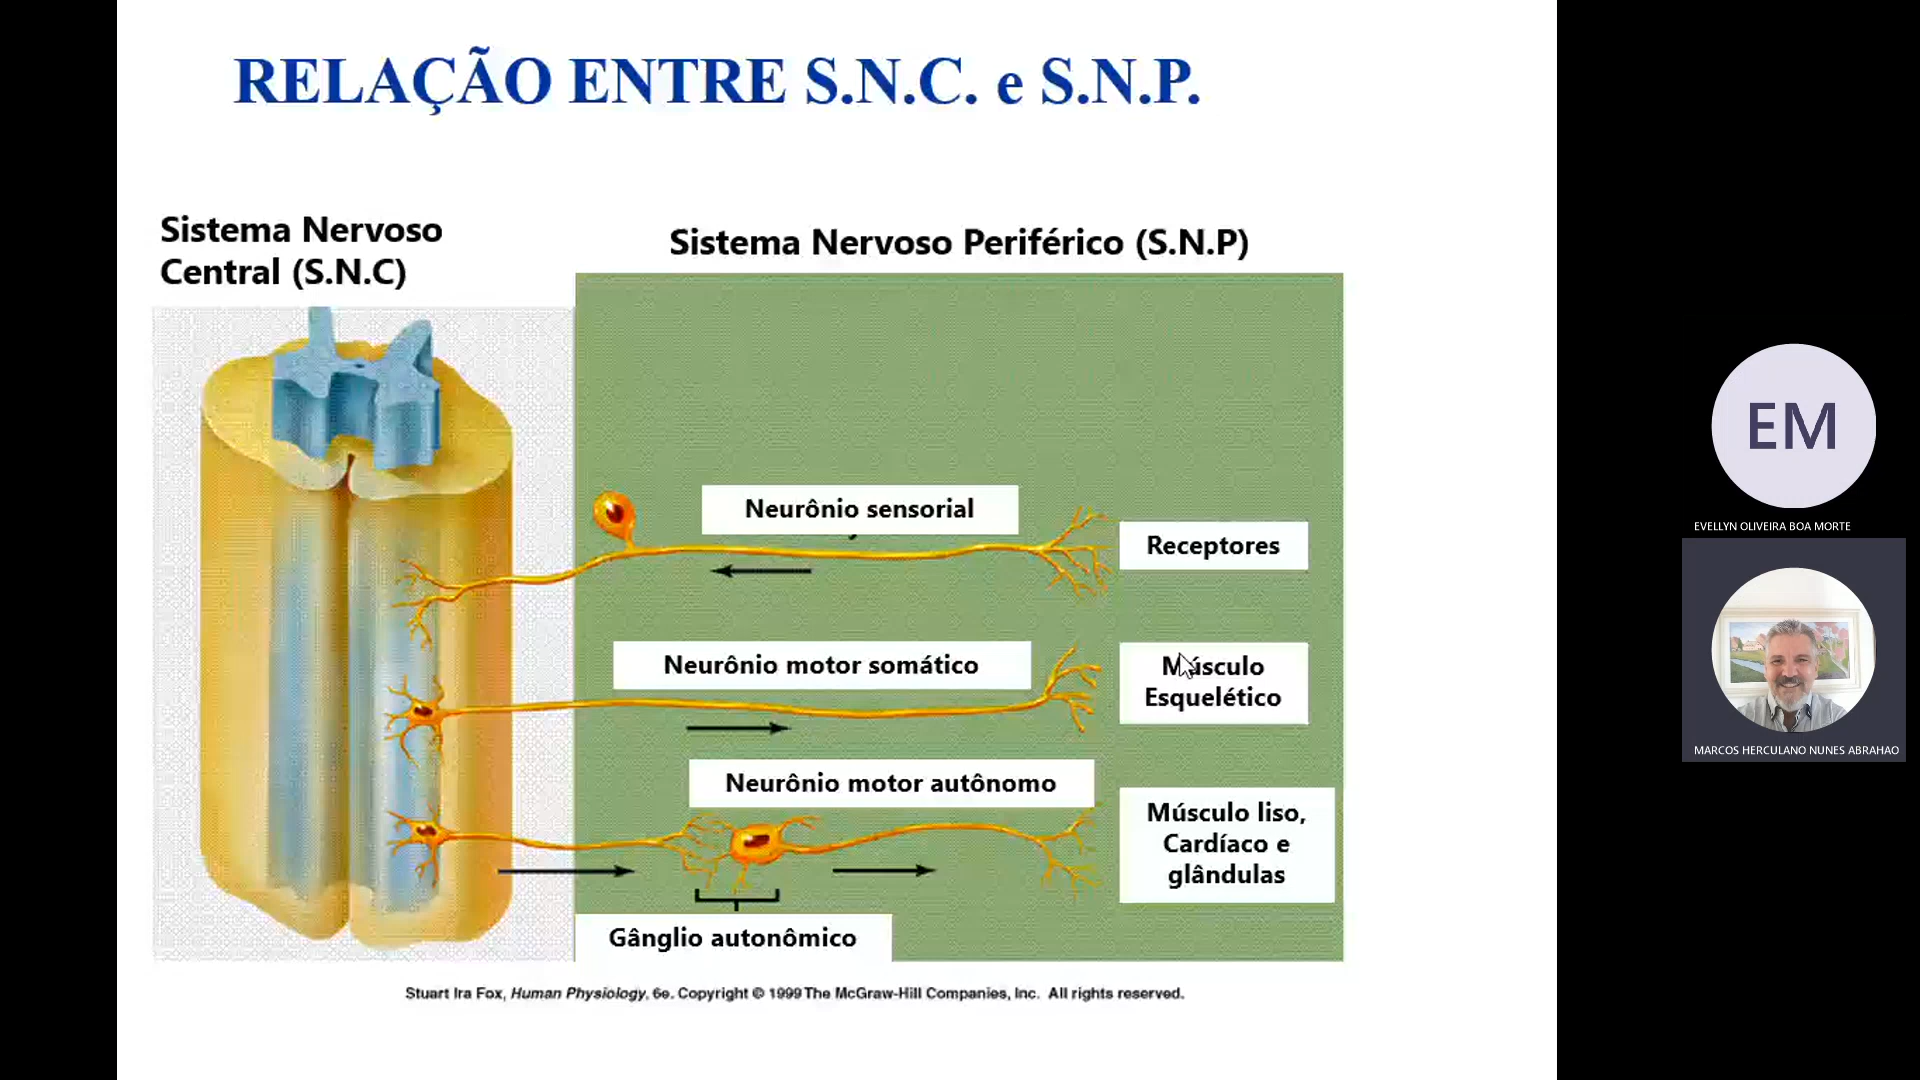 RELAÇÃO ENTRE S.N.C. e S.N.P.
Sistema Nervoso
Central (S.N.C)
Sistema Nervoso Periférico (S.N.P)
Neurônio sensorial
Receptores
Neurônio motor somático
Músculo
Esquelético
Neurônio motor autônomo
Músculo liso,
Cardíaco e
glândulas
Gânglio autonômico
Stuart Ira Fox, Human Physiology, 6e. Copyright © 1999 The McGraw-Hill Companies, Inc. All rights reserved.
EM
EVELLYN OLIVEIRA BOA MORTE
MARCOS HERCULANO NUNES ABRAHAO